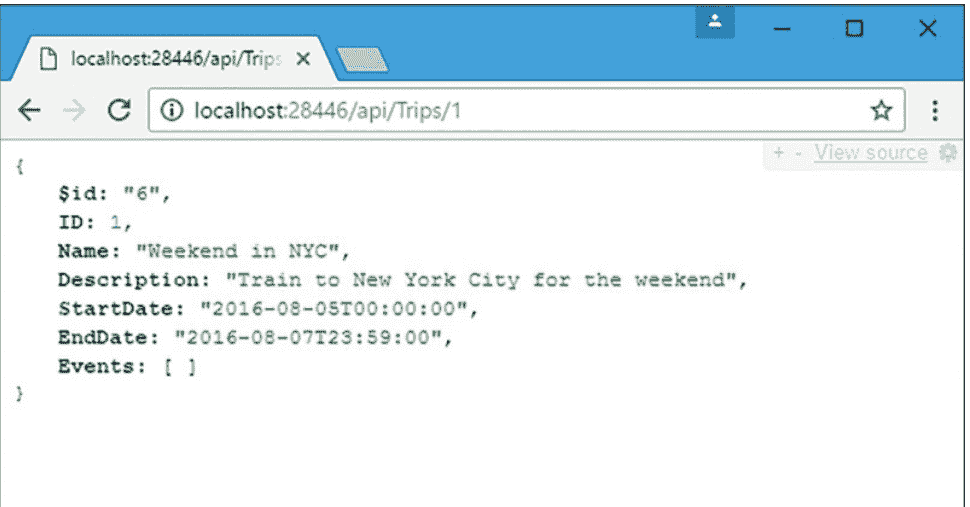 localhost:28446/api/Trips
localhost:28446/api/Trips/1
+ - View source
{
$id: "6",
ID: 1,
Name: "Weekend in NYC",
Description: "Train to New York City for the weekend",
StartDate: "2016-08-05T00:00:00",
EndDate: "2016-08-07T23:59:00",
Events: [ ]
}